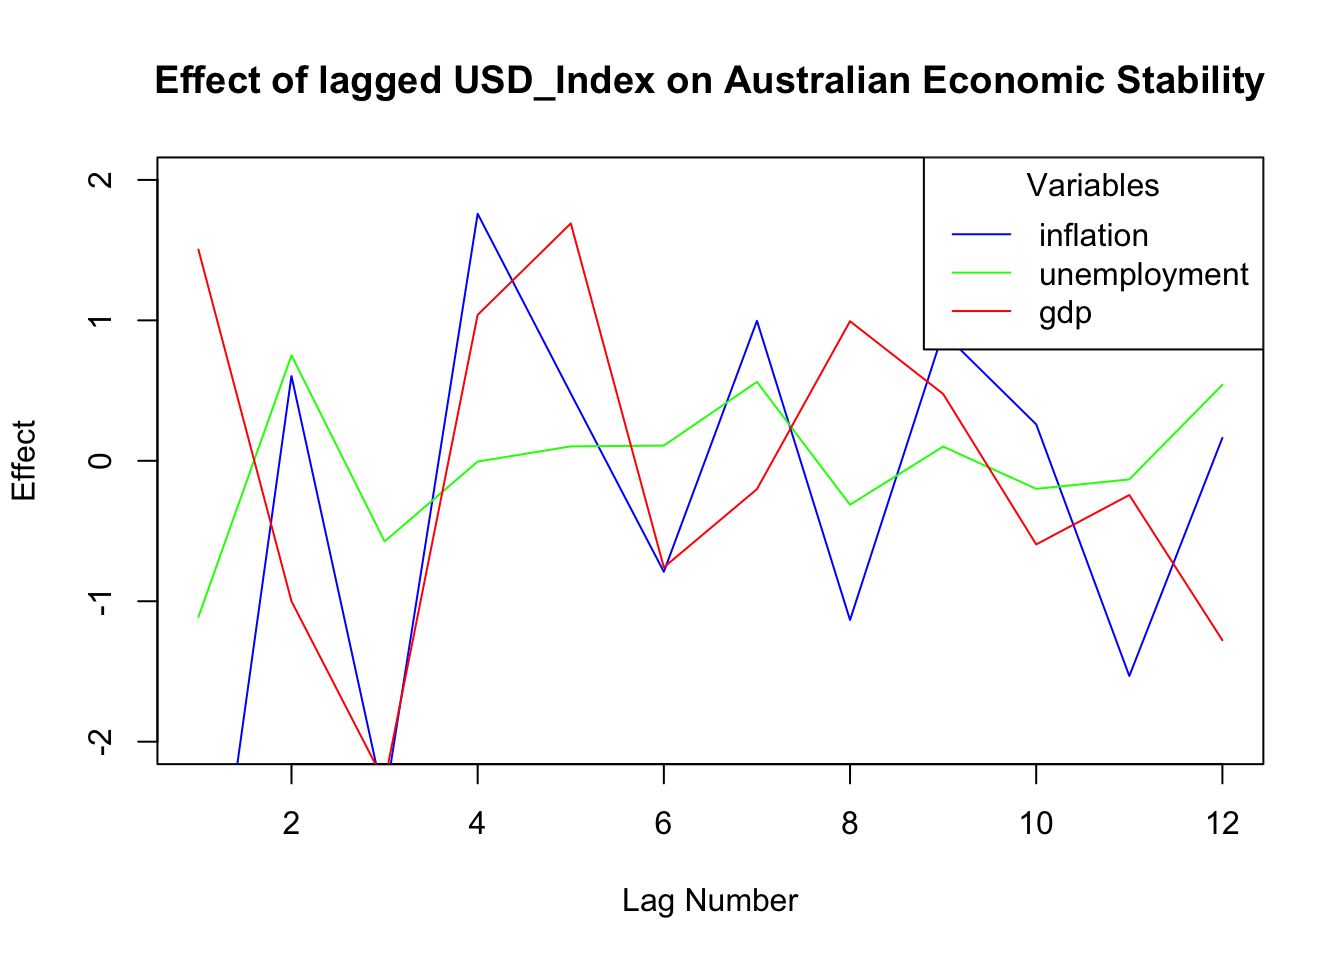 Effect of lagged USD_Index on Australian Economic Stability
Variables
inflation
unemployment
gdp
2
1
0
-1
-2
Effect
2
4
6
8
10
12
Lag Number